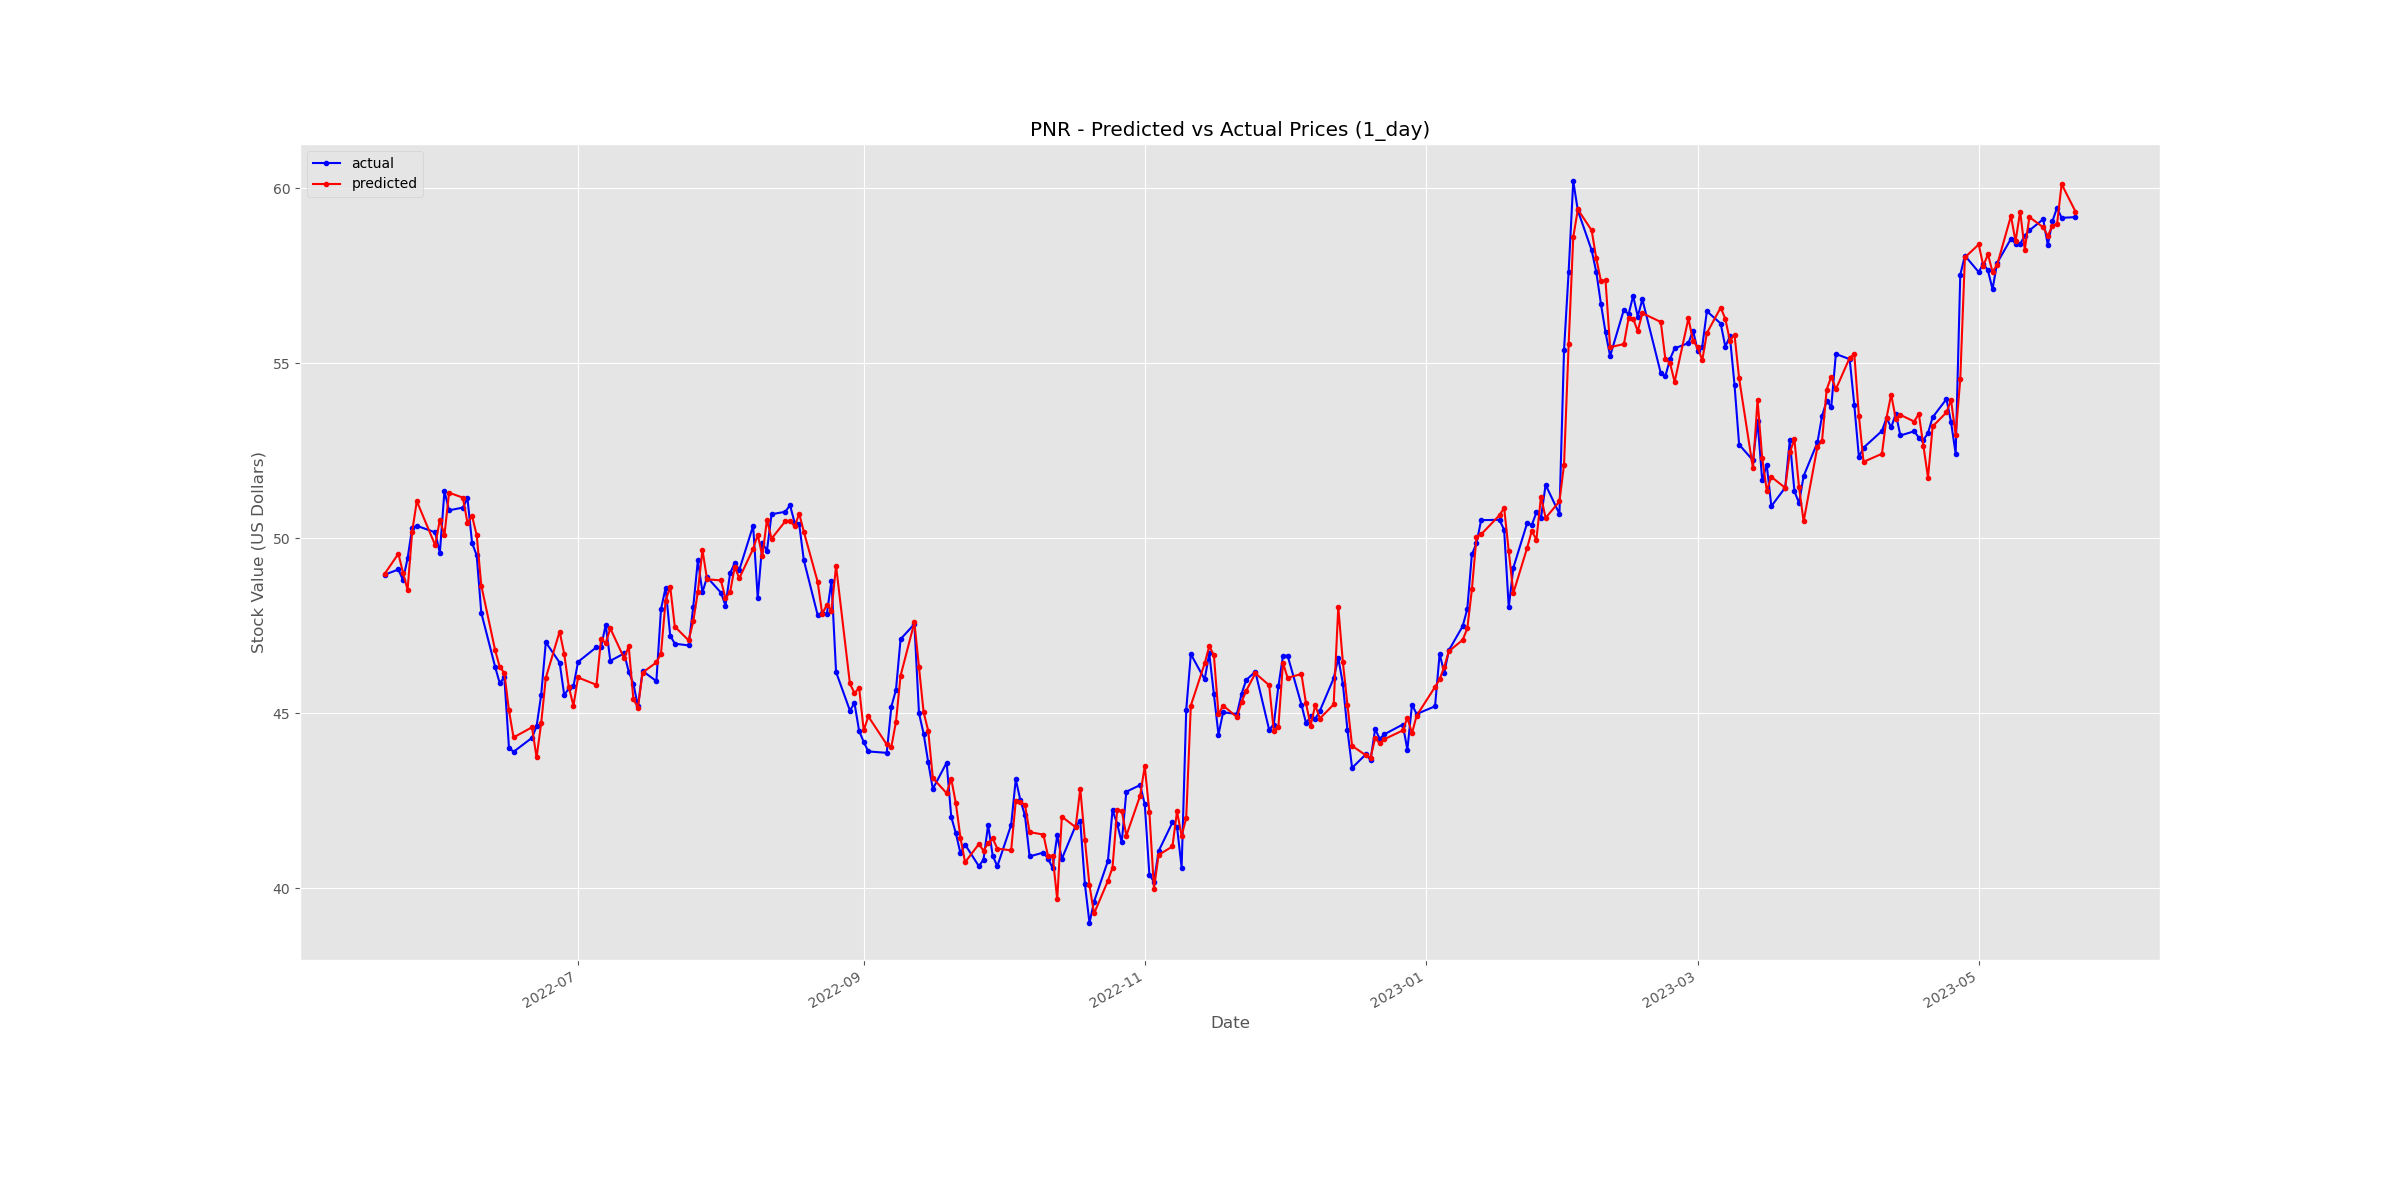 PNR - Predicted vs Actual Prices (1_day)
actual
predicted
60
55
50
45
40
Stock Value (US Dollars)
2022-07
2022-09
2022-11
2023-01
2023-03
2023-05
Date